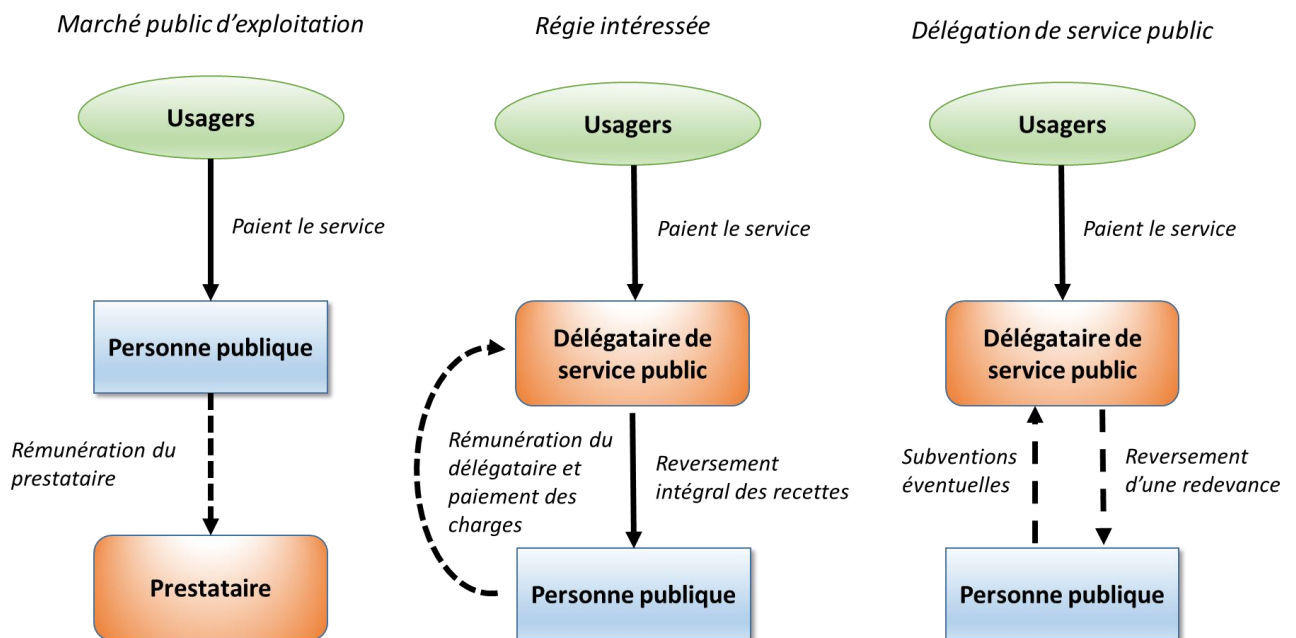 Marché public d'exploitation
Usagers
Paient le service
Personne publique
Rémunération du
prestataire
Prestataire
Régie intéressée
Usagers
Paient le service
Délégataire de
service public
Rémunération du
délégataire et
paiement des
charges
Reversement
intégral des recettes
Personne publique
Délégation de service public
Usagers
Paient le service
Délégataire de
service public
Subventions
éventuelles
Reversement
d'une redevance
Personne publique